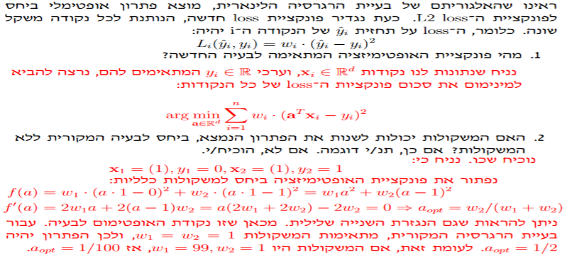 ראינו שהאלגוריתם של בעיית הרגרסיה הלינארית, מוצא פתרון אופטימלי ביחס
לפונקציית ה-L2 loss. כעת נגדיר פונקציית loss חדשה, הנותנת לכל נקודה משקל
שונה. כלומר, ה-loss על תחזית ŷᵢ של הנקודה ה-i יהיה:
Lᵢ(ŷᵢ, yᵢ) = wᵢ · (ŷᵢ − yᵢ)²
1. מהי פונקציית האופטימיזציה המתאימה לבעיה החדשה?
נניח שנתונות לנו נקודות xᵢ ∈ ℝᵈ, וערכי yᵢ ∈ ℝ המתאימים להם, נרצה להביא
למינימום את סכום פונקציות ה-loss של כל הנקודות:
arg min a∈ℝᵈ ∑ i=1 n wᵢ · (aᵀxᵢ − yᵢ)²
2. האם המשקולות יכולות לשנות את הפתרון הנמצא, ביחס לבעיה המקורית ללא
המשקולות? אם כן, תנ/י דוגמה. אם לא, הוכיח/י.
נוכיח שכן. נניח כי:
x₁ = (1), y₁ = 0, x₂ = (1), y₂ = 1
נפתור את פונקציית האופטימיזציה ביחס למשקולות כלליות:
f(a) = w₁ · (a · 1 − 0)² + w₂ · (a · 1 − 1)² = w₁a² + w₂(a − 1)²
f′(a) = 2w₁a + 2(a − 1)w₂ = a(2w₁ + 2w₂) − 2w₂ = 0 ⇒ a_opt = w₂/(w₁ + w₂)
ניתן להראות שגם הנגזרת השנייה שלילית. מכאן שזו נקודת האופטימום לבעיה. עבור
בעיית הרגרסיה המקורית, מתאימות המשקולות w₁ = w₂ = 1, ולכן הפתרון יהיה
a_opt = 1/2. לעומת זאת, אם המשקולות היו w₁ = 99, w₂ = 1, אז a_opt = 1/100.